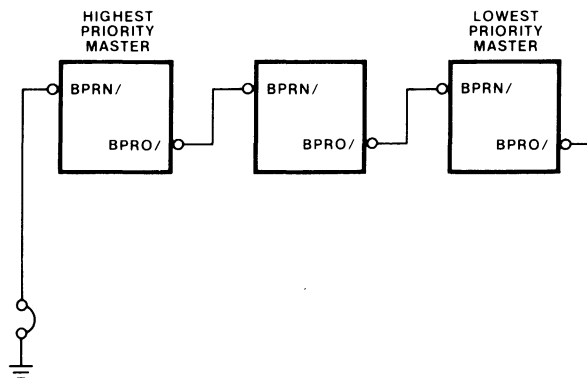 HIGHEST
PRIORITY
MASTER
LOWEST
PRIORITY
MASTER
BPRN/
BPRN/
BPRN/
BPRO/
BPRO/
BPRO/